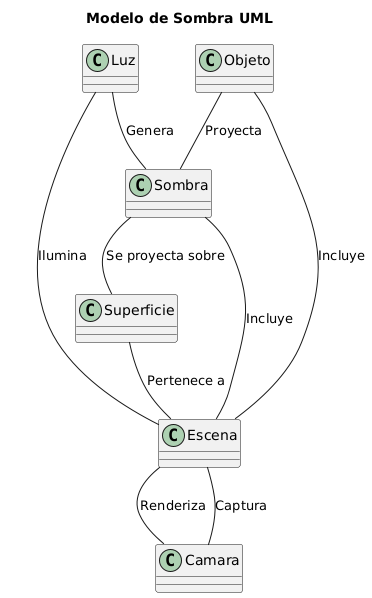 Modelo de Sombra UML
C Luz
C Objeto
Genera
Proyecta
C Sombra
Ilumina
Se proyecta sobre
Incluye
C Superficie
Incluye
Pertenece a
C Escena
Renderiza
Captura
C Camara